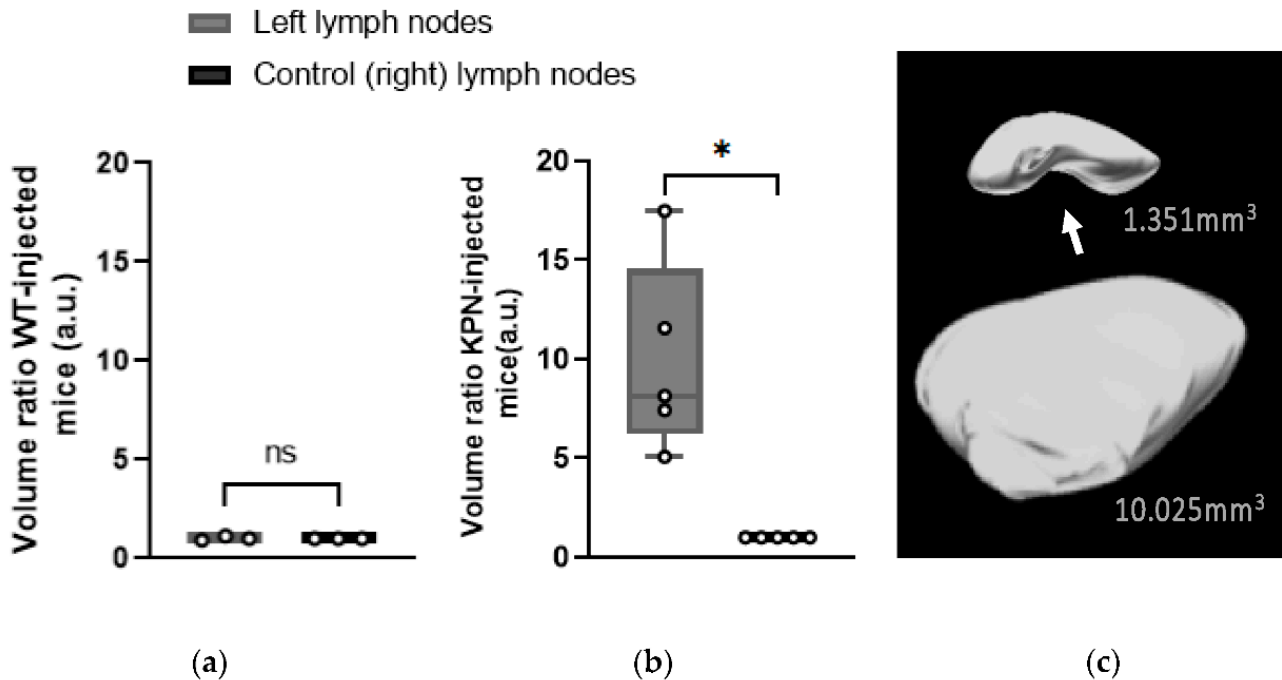 Left lymph nodes
Control (right) lymph nodes
Volume ratio WT-injected
mice (a.u.)
20
15
10
5
0
ns
Volume ratio KPN-injected
mice(a.u.)
20
15
10
5
0
*
1.351mm³
10.025mm³
(a)
(b)
(c)